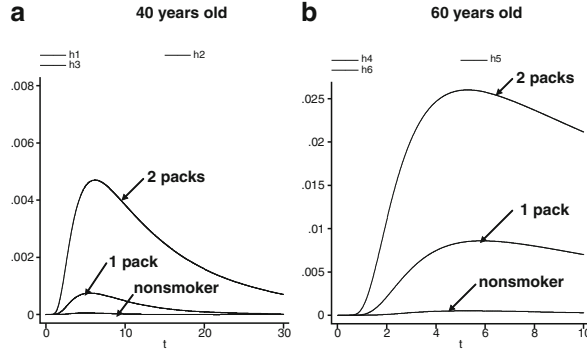 a
40 years old
h1
h2
h3
.008
.006
.004
.002
0
2 packs
1 pack
nonsmoker
0 10 20 30
t
b
60 years old
h4
h5
h6
.025
.02
.015
.01
.005
0
2 packs
1 pack
nonsmoker
0 2 4 6 8 10
t